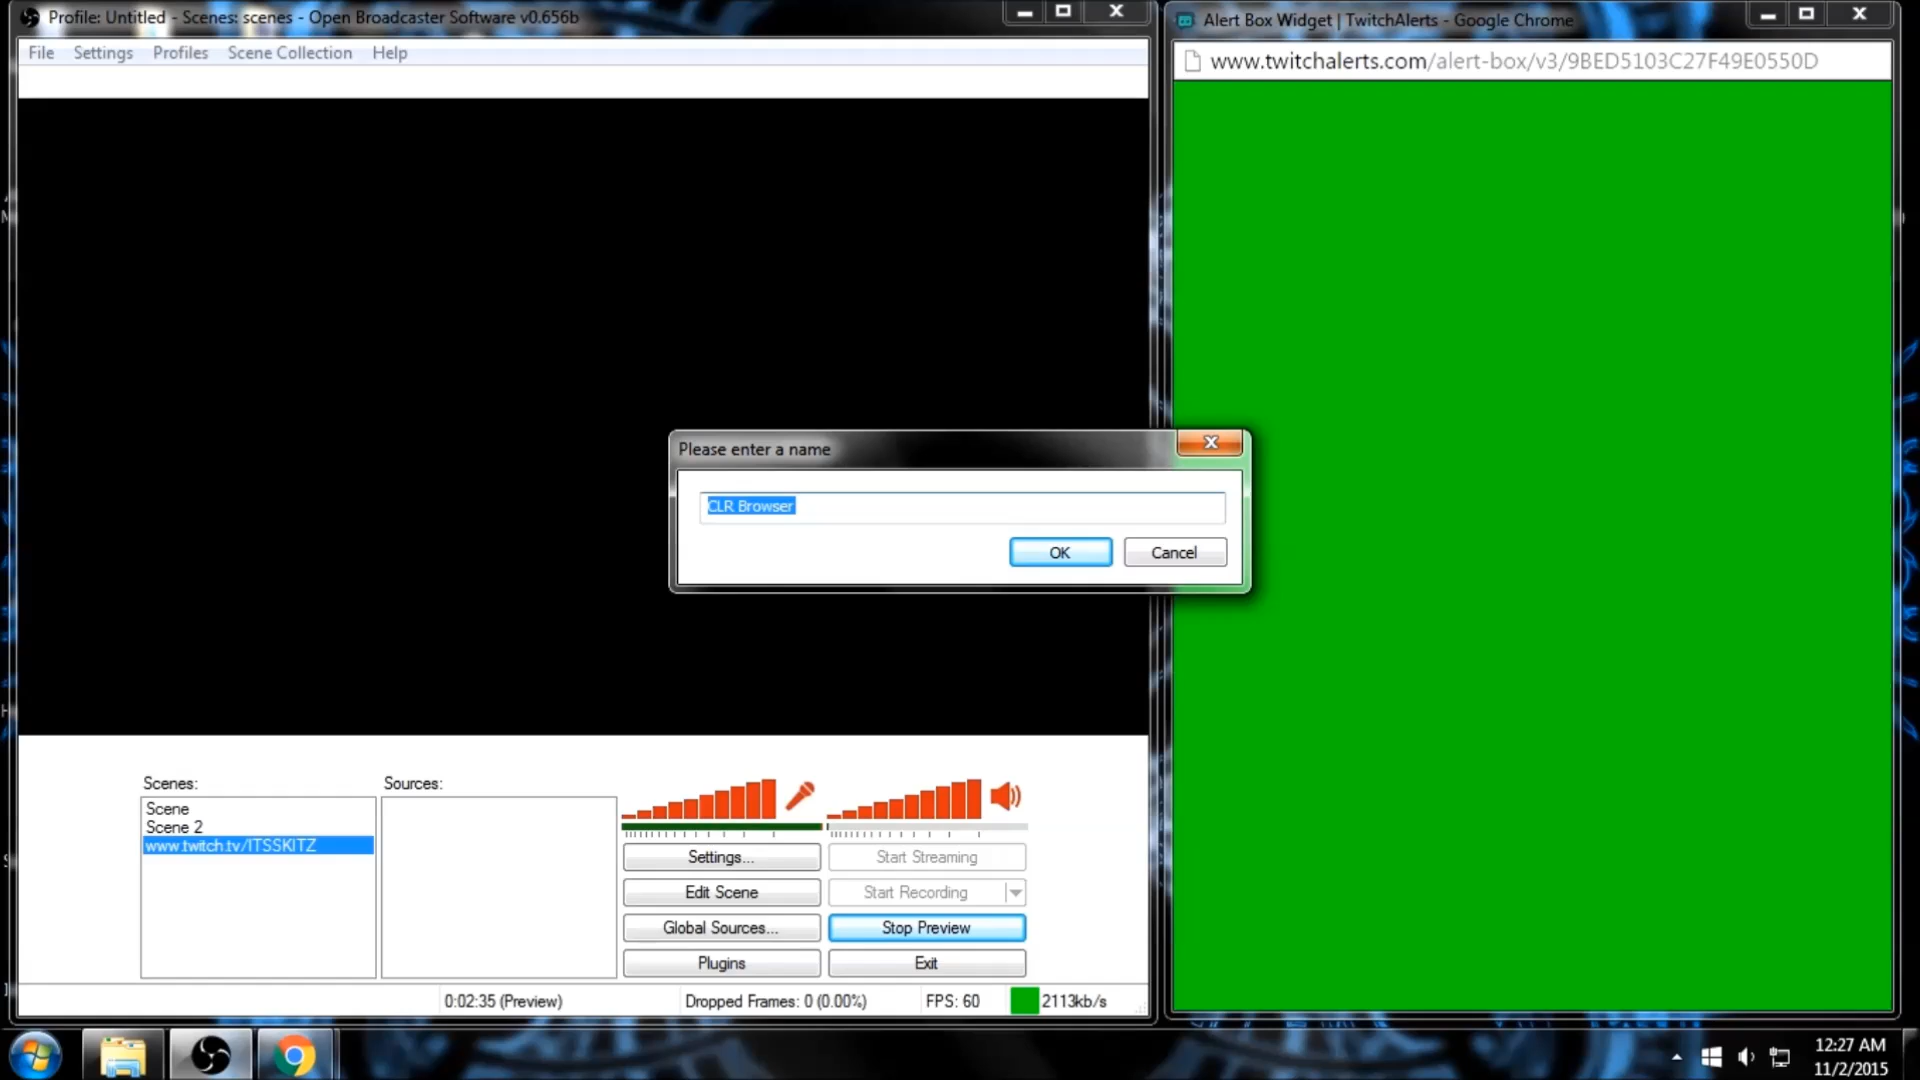 Profile: Untitled - Scenes: scenes - Open Broadcaster Software v0.656b
File Settings Profiles Scene Collection Help
Alert Box Widget | TwitchAlerts - Google Chrome
www.twitchalerts.com/alert-box/v3/9BED5103C27F49E0550D
Please enter a name
CLR Browser
OK Cancel
Scenes:
Scene
Scene 2
www.twitch.tv/ITSSKITZ
Sources:
Settings... Start Streaming
Edit Scene Start Recording
Global Sources... Stop Preview
Plugins Exit
0:02:35 (Preview) Dropped Frames: 0 (0.00%) FPS: 60 2113kb/s
12:27 AM
11/2/2015